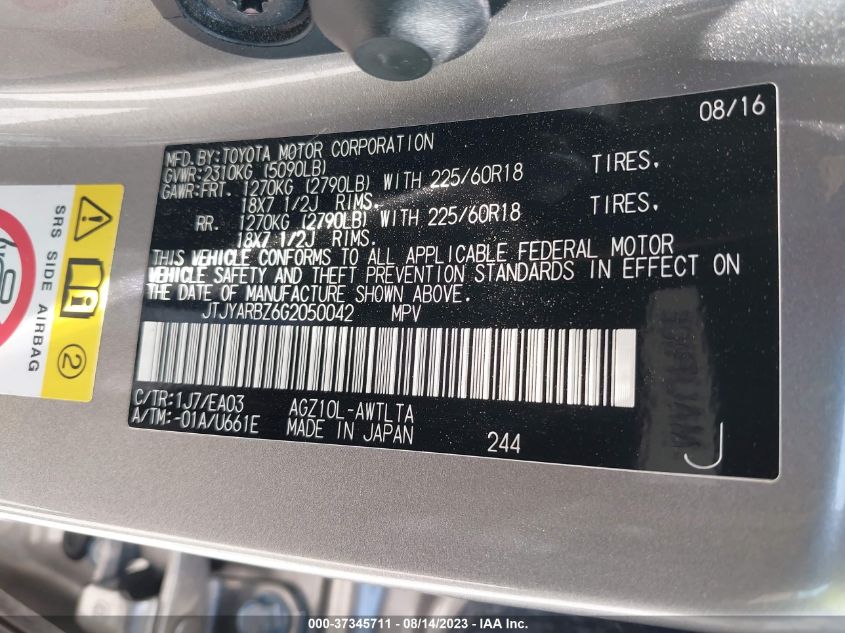 08/16
MFD. BY:TOYOTA MOTOR CORPORATION
GVWR:2310KG (5090LB)
GAWR:FRT. 1270KG (2790LB) WITH 225/60R18 TIRES.
18X7 1/2J RIMS.
RR. 1270KG (2790LB) WITH 225/60R18 TIRES.
18X7 1/2J RIMS.
THIS VEHICLE CONFORMS TO ALL APPLICABLE FEDERAL MOTOR
VEHICLE SAFETY AND THEFT PREVENTION STANDARDS IN EFFECT ON
THE DATE OF MANUFACTURE SHOWN ABOVE.
JTJYARBZ6G2050042 MPV
C/TR:1J7/EA03 AGZ10L-AWTLTA
A/TM:-01A/U661E MADE IN JAPAN 244
J
SRS SIDE AIRBAG
2
000-37345711 - 08/14/2023 - IAA Inc.